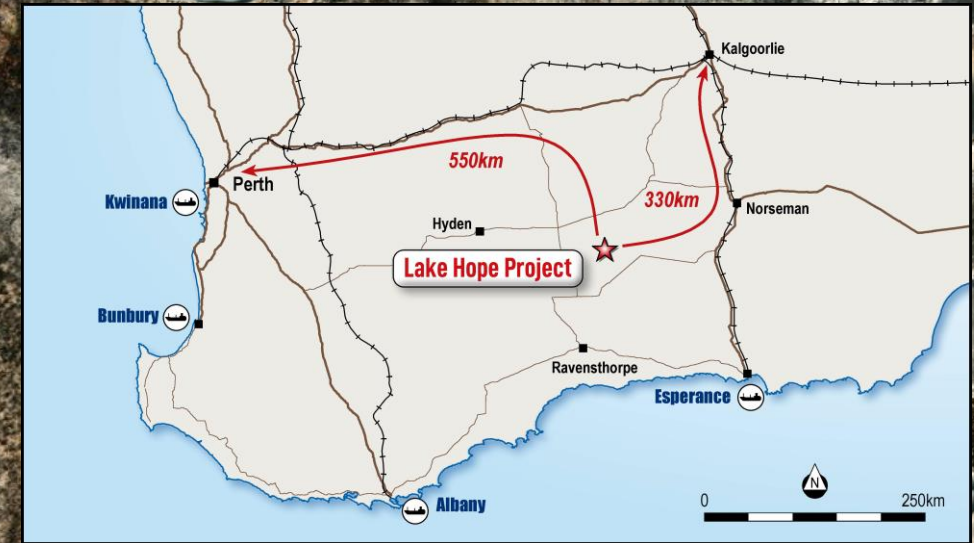 Kalgoorlie
550km
Perth
330km
Kwinana
Norseman
Hyden
Lake Hope Project
Bunbury
Ravensthorpe
Esperance
Albany
N
0
250km